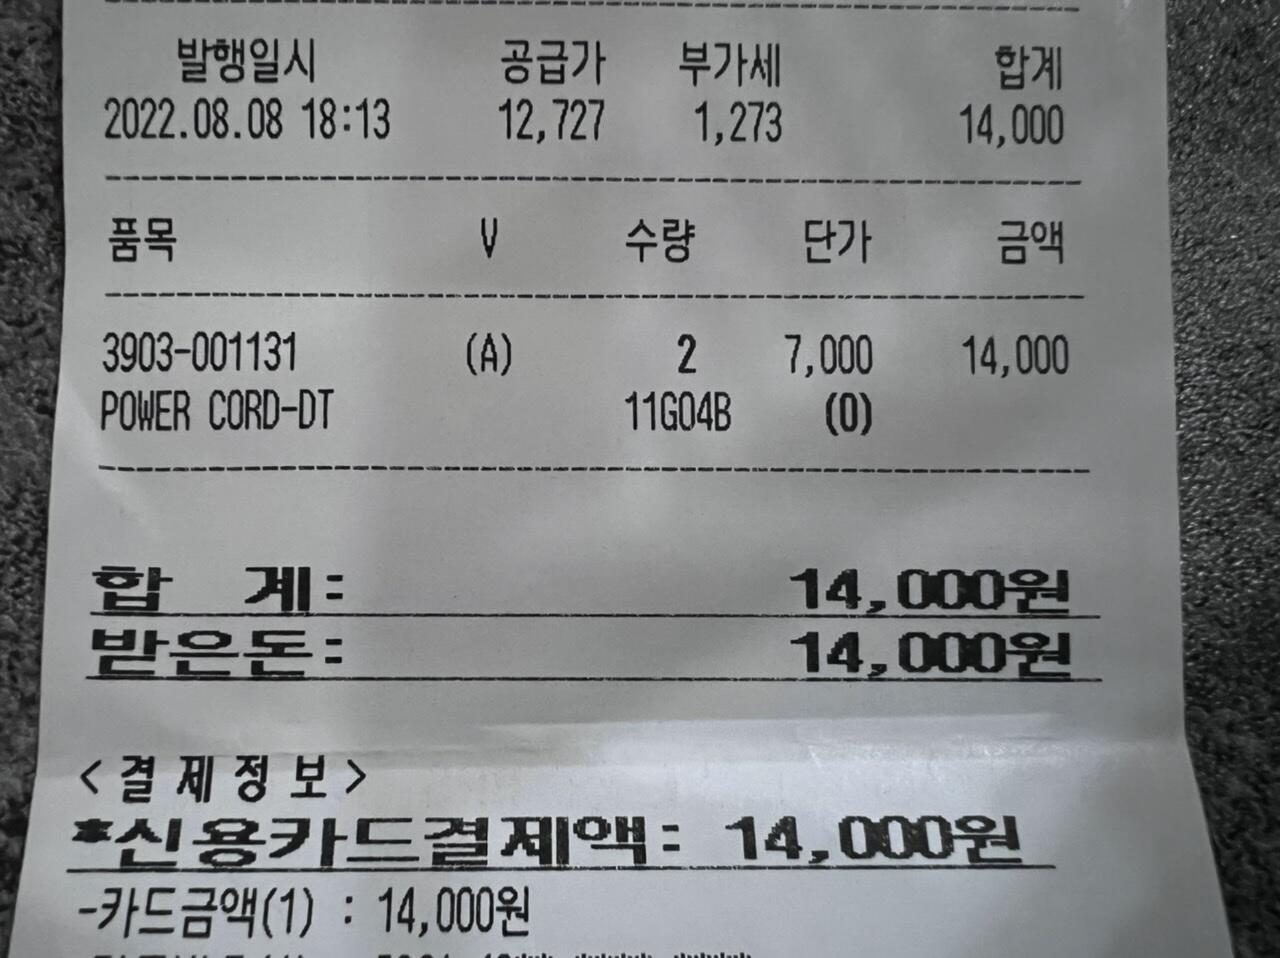 발행일시 공급가 부가세 합계
2022.08.08 18:13 12,727 1,273 14,000
품목 V 수량 단가 금액
3903-001131 (A) 2 7,000 14,000
POWER CORD-DT 11G04B (0)
합 계: 14,000원
받은돈: 14,000원
<결제정보>
*신용카드결제액: 14,000원
-카드금액(1) : 14,000원